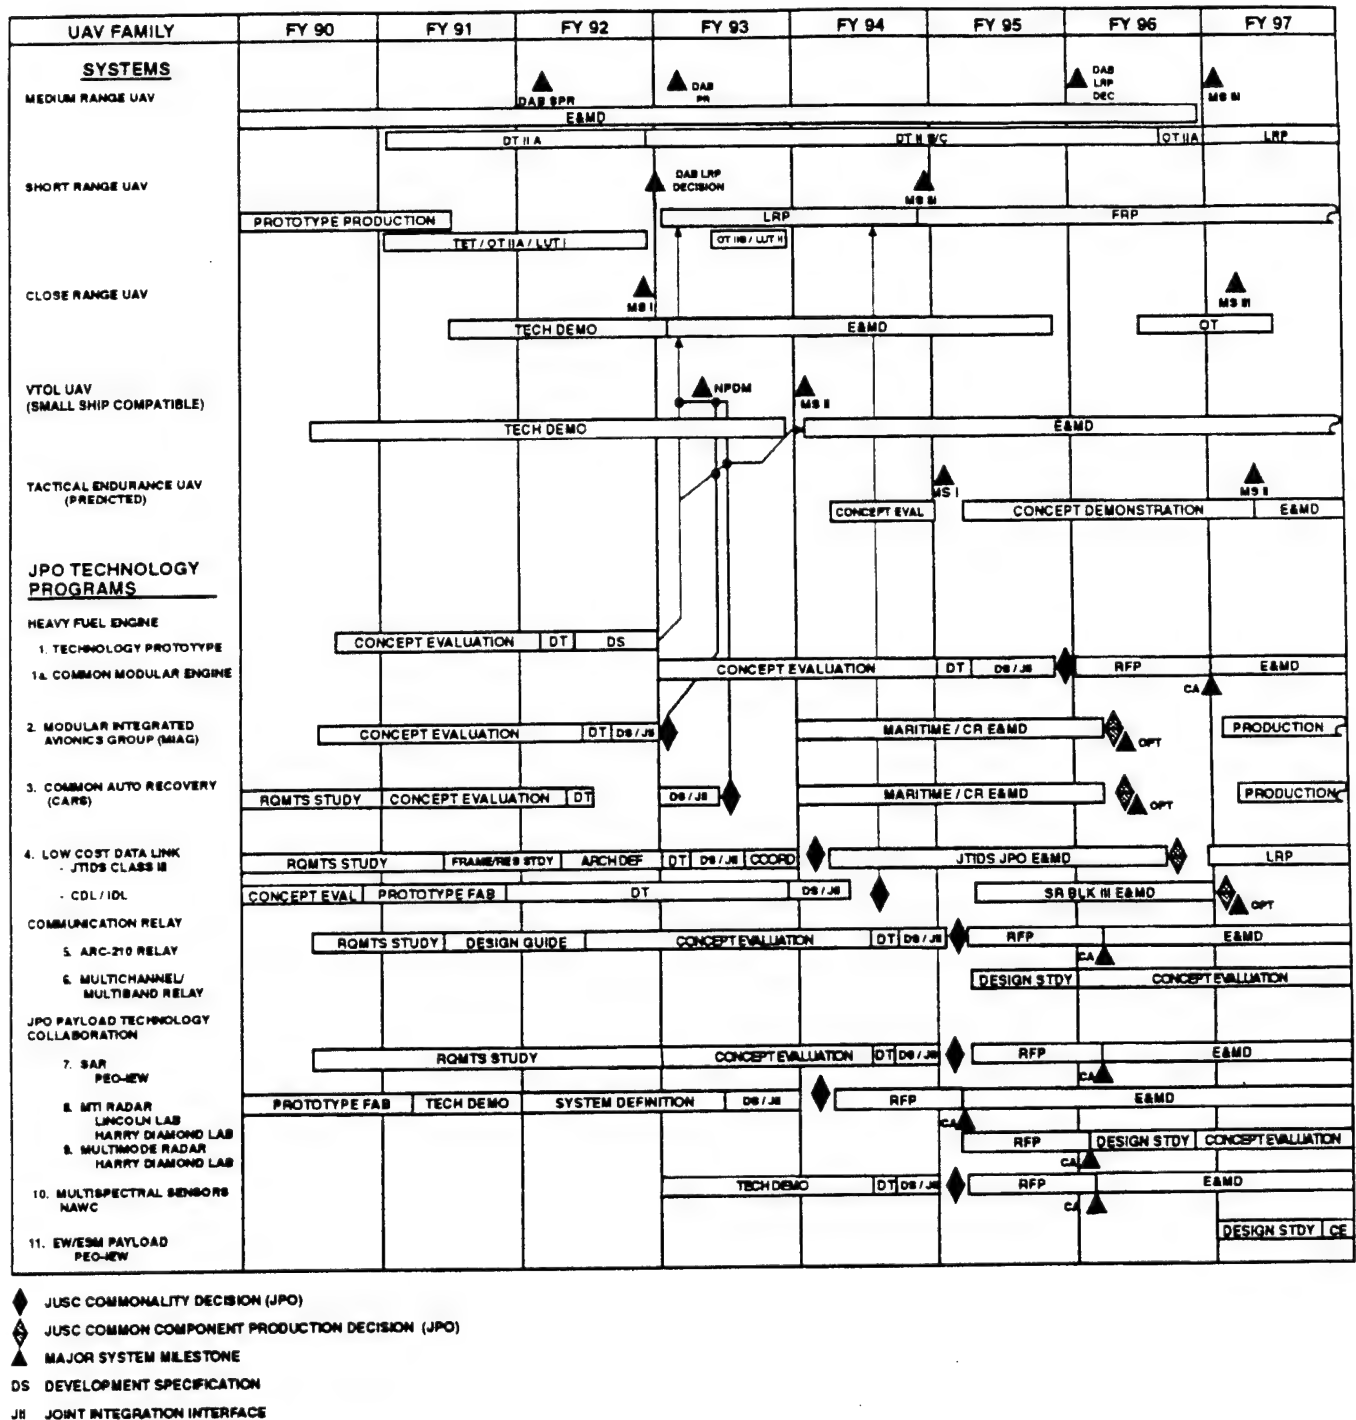 UAV FAMILY FY 90 FY 91 FY 92 FY 93 FY 94 FY 95 FY 96 FY 97
SYSTEMS
MEDIUM RANGE UAV
DAB SPR
DAB
PR
DAB
LRP
DEC
MS III
E&MD
DT II A DT II B/C OT IIA LRP
SHORT RANGE UAV
DAB LRP
DECISION
MS III
PROTOTYPE PRODUCTION LRP FRP
TET / OT IIA / LUT I OT IIB / LUT II
CLOSE RANGE UAV
MS I MS III
TECH DEMO E&MD OT
VTOL UAV
(SMALL SHIP COMPATIBLE)
NPDM MS II
TECH DEMO E&MD
TACTICAL ENDURANCE UAV
(PREDICTED)
MS I MS II
CONCEPT EVAL CONCEPT DEMONSTRATION E&MD
JPO TECHNOLOGY
PROGRAMS
HEAVY FUEL ENGINE
1. TECHNOLOGY PROTOTYPE CONCEPT EVALUATION DT DS
1a. COMMON MODULAR ENGINE CONCEPT EVALUATION DT DS / JII RFP E&MD
CA
2. MODULAR INTEGRATED
AVIONICS GROUP (MIAG)
CONCEPT EVALUATION DT DS / JII MARITIME / CR E&MD PRODUCTION
OPT
3. COMMON AUTO RECOVERY
(CARS)
RQMTS STUDY CONCEPT EVALUATION DT DS / JII MARITIME / CR E&MD PRODUCTION
OPT
4. LOW COST DATA LINK
- JTIDS CLASS III
RQMTS STUDY FRAME/RES STDY ARCH DEF DT DS / JII COORD JTIDS JPO E&MD LRP
- CDL / IDL CONCEPT EVAL PROTOTYPE FAB DT DS / JII SR BLK III E&MD
OPT
COMMUNICATION RELAY
5. ARC-210 RELAY
RQMTS STUDY DESIGN GUIDE CONCEPT EVALUATION DT DS / JII RFP E&MD
CA
6. MULTICHANNEL/
MULTIBAND RELAY
DESIGN STDY CONCEPT EVALUATION
JPO PAYLOAD TECHNOLOGY
COLLABORATION
7. SAR
PEO-IEW
RQMTS STUDY CONCEPT EVALUATION DT DS / JII RFP E&MD
CA
8. MTI RADAR
LINCOLN LAB
HARRY DIAMOND LAB
PROTOTYPE FAB TECH DEMO SYSTEM DEFINITION DS / JII RFP E&MD
CA
9. MULTIMODE RADAR
HARRY DIAMOND LAB
RFP DESIGN STDY CONCEPT EVALUATION
CA
10. MULTISPECTRAL SENSORS
NAWC
TECH DEMO DT DS / JII RFP E&MD
CA
11. EW/ESM PAYLOAD
PEO-IEW
DESIGN STDY CE
JUSC COMMONALITY DECISION (JPO)
JUSC COMMON COMPONENT PRODUCTION DECISION (JPO)
MAJOR SYSTEM MILESTONE
DS DEVELOPMENT SPECIFICATION
JII JOINT INTEGRATION INTERFACE